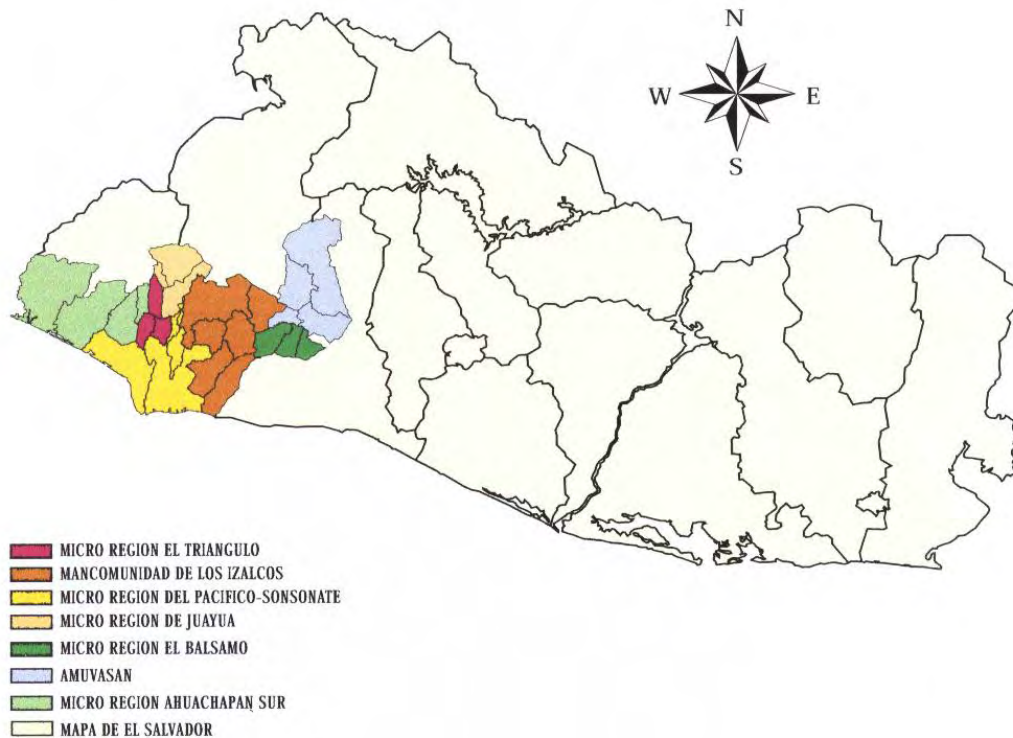 N
W E
S
MICRO REGION EL TRIANGULO
MANCOMUNIDAD DE LOS IZALCOS
MICRO REGION DEL PACIFICO-SONSONATE
MICRO REGION DE JUAYUA
MICRO REGION EL BALSAMO
AMUVASAN
MICRO REGION AHUACHAPAN SUR
MAPA DE EL SALVADOR